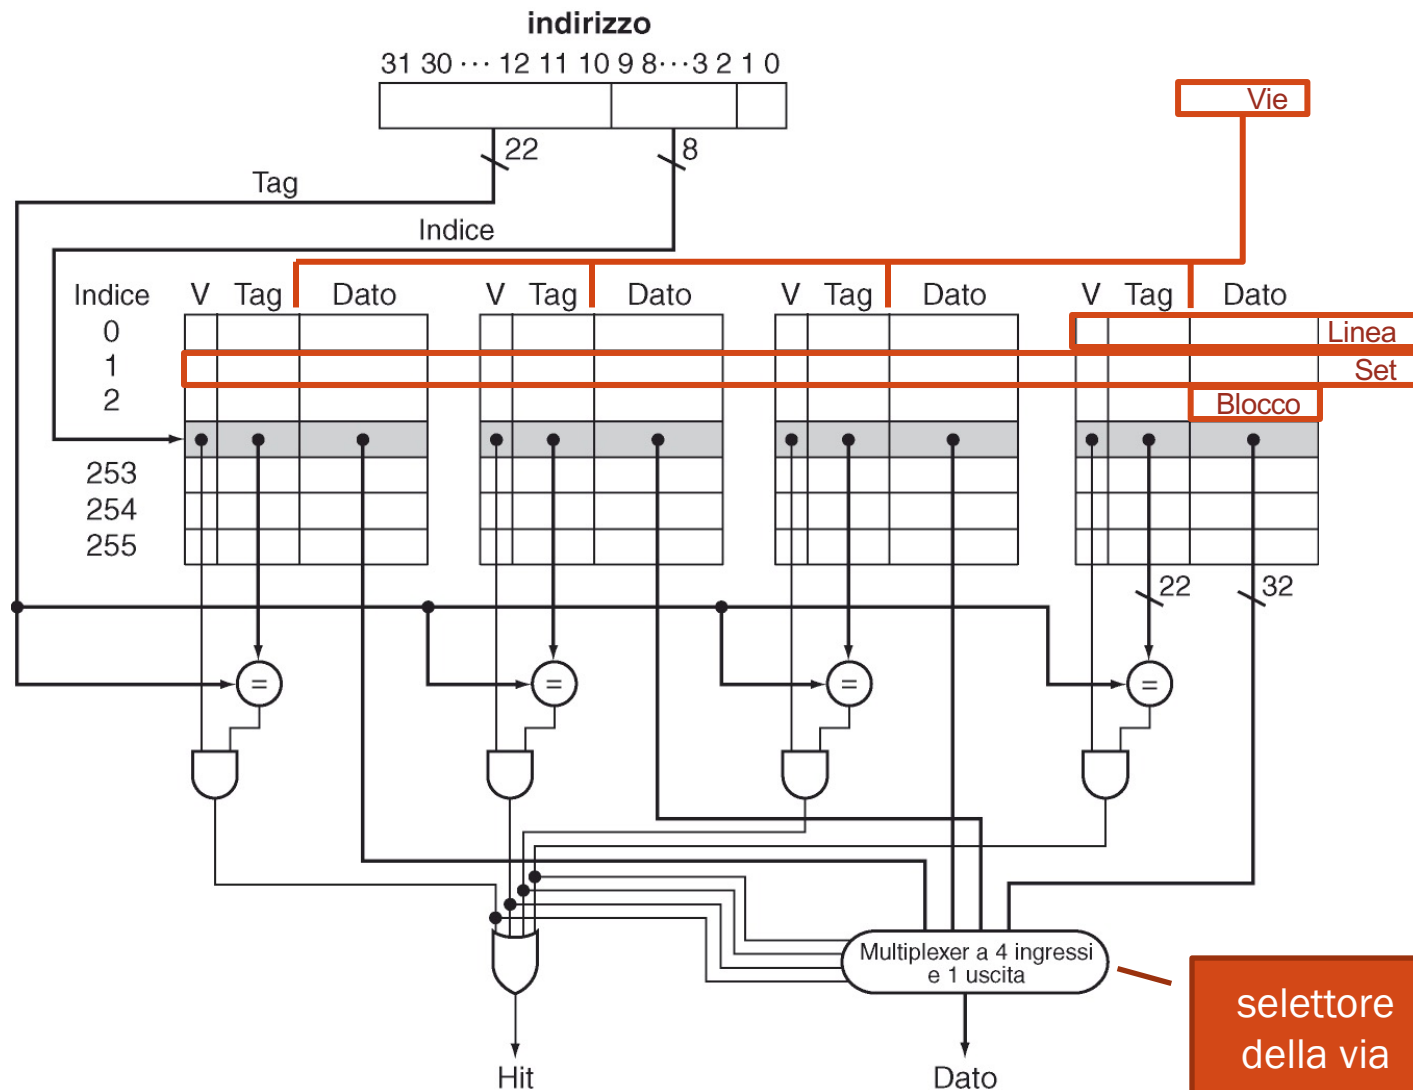 indirizzo
31 30 ··· 12 11 10 9 8···3 2 1 0
Vie
22
8
Tag
Indice
Indice
V Tag Dato
V Tag Dato
V Tag Dato
V Tag Dato
0
Linea
1
Set
2
Blocco
253
254
255
22
32
=
=
=
=
Multiplexer a 4 ingressi
e 1 uscita
selettore
della via
Hit
Dato